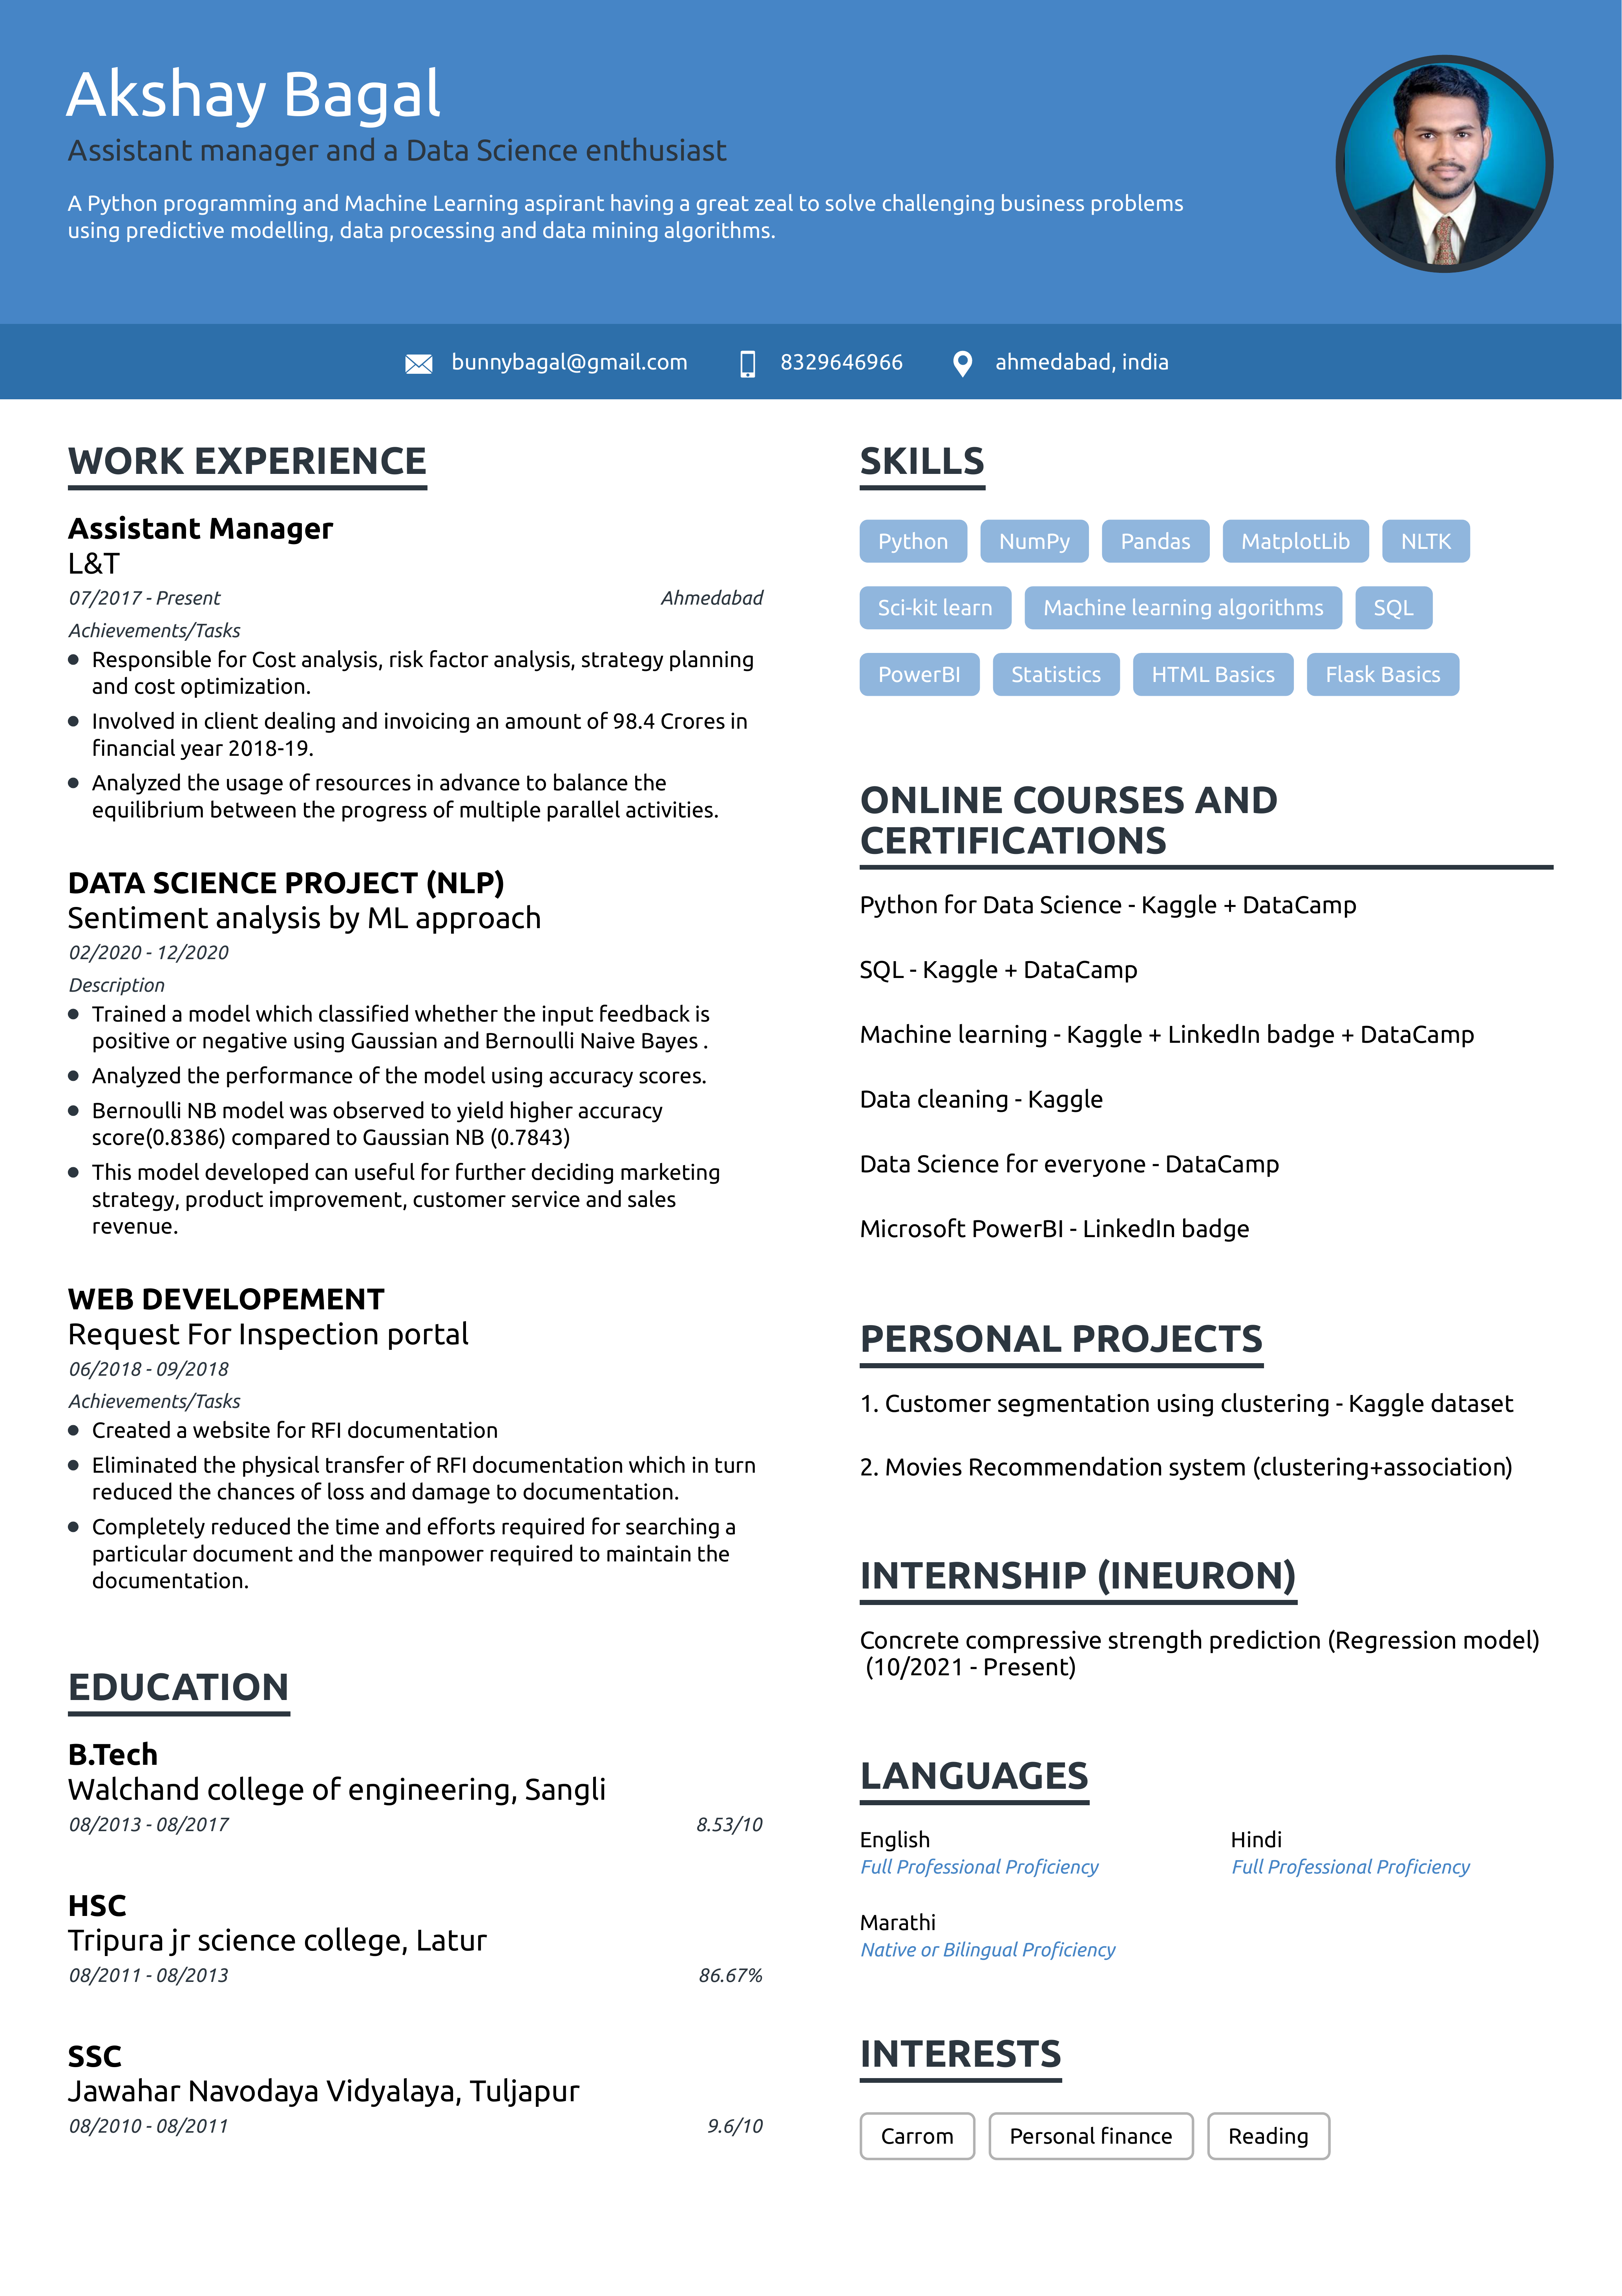 Akshay Bagal
Assistant manager and a Data Science enthusiast
A Python programming and Machine Learning aspirant having a great zeal to solve challenging business problems
using predictive modelling, data processing and data mining algorithms.
bunnybagal@gmail.com 8329646966 ahmedabad, india
WORK EXPERIENCE
Assistant Manager
L&T
07/2017 - Present Ahmedabad
Achievements/Tasks
Responsible for Cost analysis, risk factor analysis, strategy planning
and cost optimization.
Involved in client dealing and invoicing an amount of 98.4 Crores in
financial year 2018-19.
Analyzed the usage of resources in advance to balance the
equilibrium between the progress of multiple parallel activities.
DATA SCIENCE PROJECT (NLP)
Sentiment analysis by ML approach
02/2020 - 12/2020
Description
Trained a model which classified whether the input feedback is
positive or negative using Gaussian and Bernoulli Naive Bayes .
Analyzed the performance of the model using accuracy scores.
Bernoulli NB model was observed to yield higher accuracy
score(0.8386) compared to Gaussian NB (0.7843)
This model developed can useful for further deciding marketing
strategy, product improvement, customer service and sales
revenue.
WEB DEVELOPEMENT
Request For Inspection portal
06/2018 - 09/2018
Achievements/Tasks
Created a website for RFI documentation
Eliminated the physical transfer of RFI documentation which in turn
reduced the chances of loss and damage to documentation.
Completely reduced the time and efforts required for searching a
particular document and the manpower required to maintain the
documentation.
EDUCATION
B.Tech
Walchand college of engineering, Sangli
08/2013 - 08/2017 8.53/10
HSC
Tripura jr science college, Latur
08/2011 - 08/2013 86.67%
SSC
Jawahar Navodaya Vidyalaya, Tuljapur
08/2010 - 08/2011 9.6/10
SKILLS
Python NumPy Pandas MatplotLib NLTK
Sci-kit learn Machine learning algorithms SQL
PowerBI Statistics HTML Basics Flask Basics
ONLINE COURSES AND
CERTIFICATIONS
Python for Data Science - Kaggle + DataCamp
SQL - Kaggle + DataCamp
Machine learning - Kaggle + LinkedIn badge + DataCamp
Data cleaning - Kaggle
Data Science for everyone - DataCamp
Microsoft PowerBI - LinkedIn badge
PERSONAL PROJECTS
1. Customer segmentation using clustering - Kaggle dataset
2. Movies Recommendation system (clustering+association)
INTERNSHIP (INEURON)
Concrete compressive strength prediction (Regression model)
(10/2021 - Present)
LANGUAGES
English Hindi
Full Professional Proficiency Full Professional Proficiency
Marathi
Native or Bilingual Proficiency
INTERESTS
Carrom Personal finance Reading